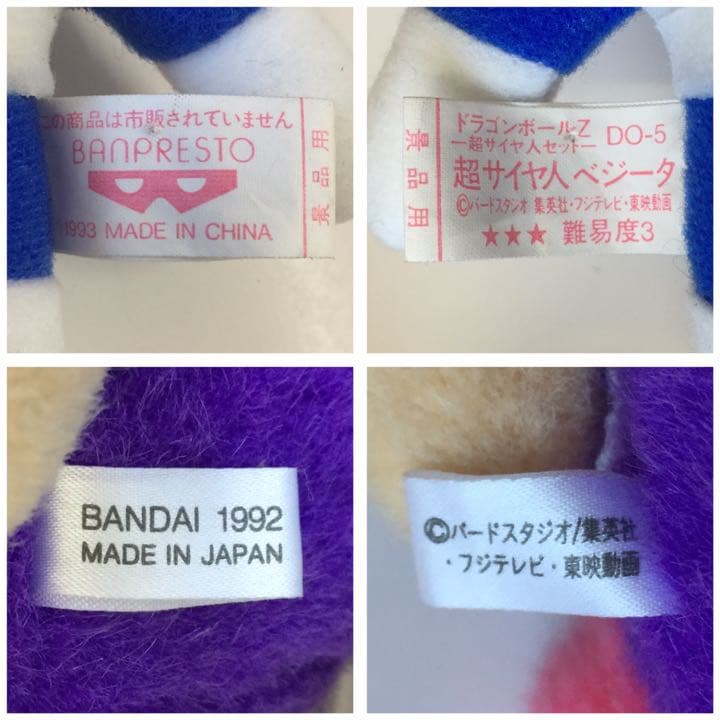 この商品は市販されていません
BANPRESTO
1993 MADE IN CHINA
景品用
ドラゴンボールZ DO-5
ー超サイヤ人セットー
超サイヤ人 ベジータ
©バードスタジオ 集英社・フジテレビ・東映動画
★★★ 難易度3
景品用
BANDAI 1992
MADE IN JAPAN
©バードスタジオ/集英社
・フジテレビ・東映動画